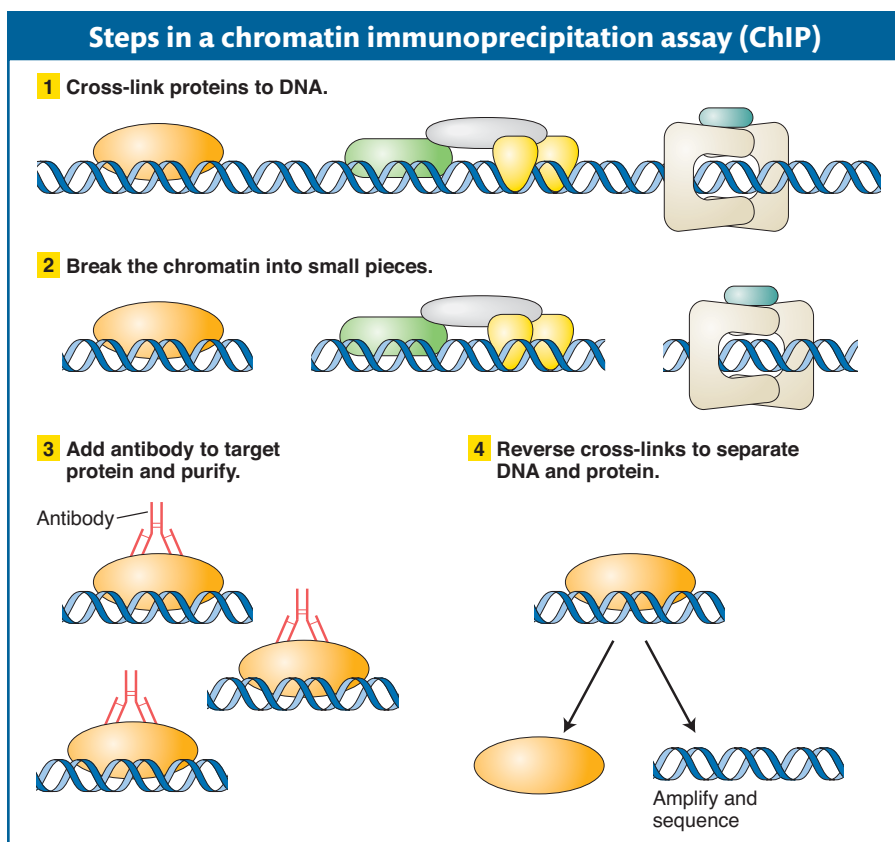 Steps in a chromatin immunoprecipitation assay (ChIP)
1 Cross-link proteins to DNA.
2 Break the chromatin into small pieces.
3 Add antibody to target
protein and purify.
Antibody
4 Reverse cross-links to separate
DNA and protein.
Amplify and
sequence